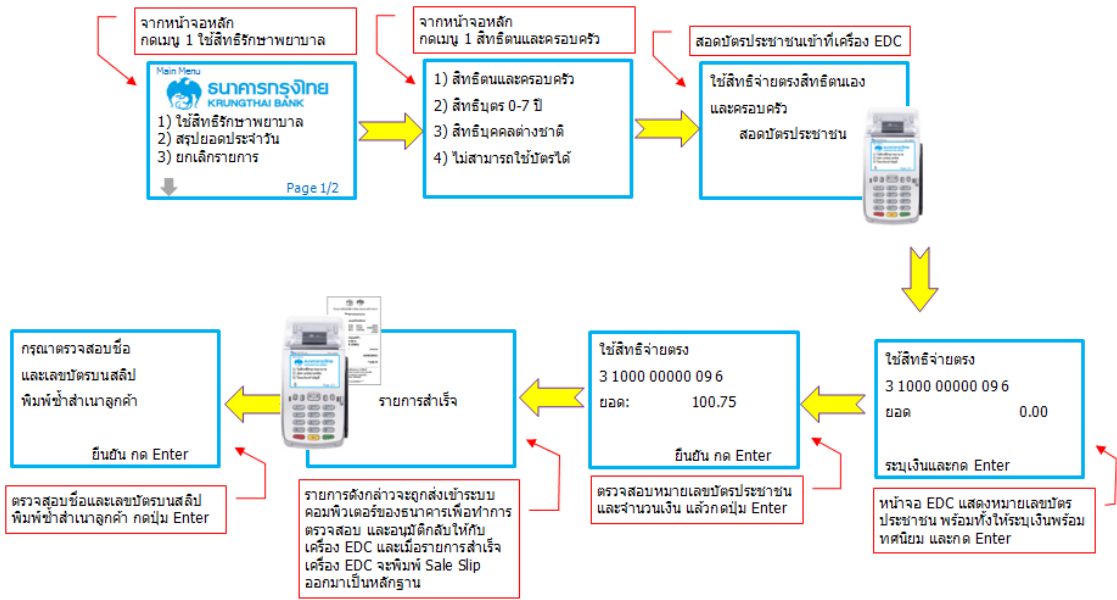 จากหน้าจอหลัก
กดเมนู 1 ใช้สิทธิรักษาพยาบาล
Main Menu
ธนาคารกรุงไทย
KRUNGTHAI BANK
1) ใช้สิทธิรักษาพยาบาล
2) สรุปยอดประจำวัน
3) ยกเลิกรายการ
Page 1/2
จากหน้าจอหลัก
กดเมนู 1 สิทธิตนและครอบครัว
1) สิทธิตนและครอบครัว
2) สิทธิบุตร 0-7 ปี
3) สิทธิบุคคลต่างชาติ
4) ไม่สามารถใช้บัตรได้
สอดบัตรประชาชนเข้าที่เครื่อง EDC
ใช้สิทธิจ่ายตรงสิทธิตนเอง
และครอบครัว
สอดบัตรประชาชน
ใช้สิทธิจ่ายตรง
3 1000 00000 09 6
ยอด 0.00
ระบุเงินและกด Enter
หน้าจอ EDC แสดงหมายเลขบัตร
ประชาชน พร้อมทั้งให้ระบุเงินพร้อม
ทศนิยม และกด Enter
ใช้สิทธิจ่ายตรง
3 1000 00000 09 6
ยอด: 100.75
ยืนยัน กด Enter
ตรวจสอบหมายเลขบัตรประชาชน
และจำนวนเงิน แล้วกดปุ่ม Enter
รายการสำเร็จ
รายการดังกล่าวจะถูกส่งเข้าระบบ
คอมพิวเตอร์ของธนาคารเพื่อทำการ
ตรวจสอบ และอนุมัติกลับให้กับ
เครื่อง EDC และเมื่อรายการสำเร็จ
เครื่อง EDC จะพิมพ์ Sale Slip
ออกมาเป็นหลักฐาน
กรุณาตรวจสอบชื่อ
และเลขบัตรบนสลิป
พิมพ์ซ้ำสำเนาลูกค้า
ยืนยัน กด Enter
ตรวจสอบชื่อและเลขบัตรบนสลิป
พิมพ์ซ้ำสำเนาลูกค้า กดปุ่ม Enter